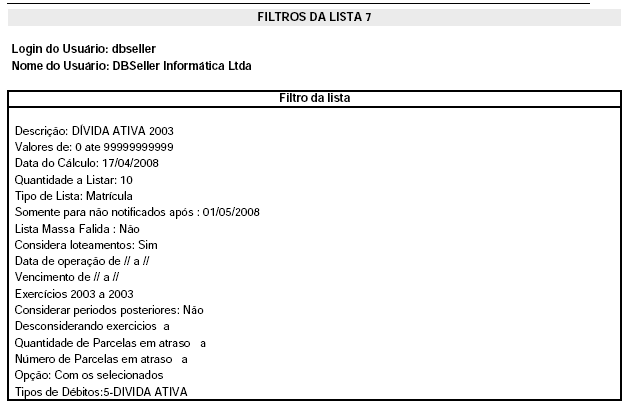 FILTROS DA LISTA 7
Login do Usuário: dbseller
Nome do Usuário: DBSeller Informática Ltda
Filtro da lista
Descrição: DÍVIDA ATIVA 2003
Valores de: 0 ate 99999999999
Data do Cálculo: 17/04/2008
Quantidade a Listar: 10
Tipo de Lista: Matrícula
Somente para não notificados após : 01/05/2008
Lista Massa Falida : Não
Considera loteamentos: Sim
Data de operação de // a //
Vencimento de // a //
Exercícios 2003 a 2003
Considerar periodos posteriores: Não
Desconsiderando exercicios  a
Quantidade de Parcelas em atraso  a
Número de Parcelas em atraso  a
Opção: Com os selecionados
Tipos de Débitos:5-DIVIDA ATIVA